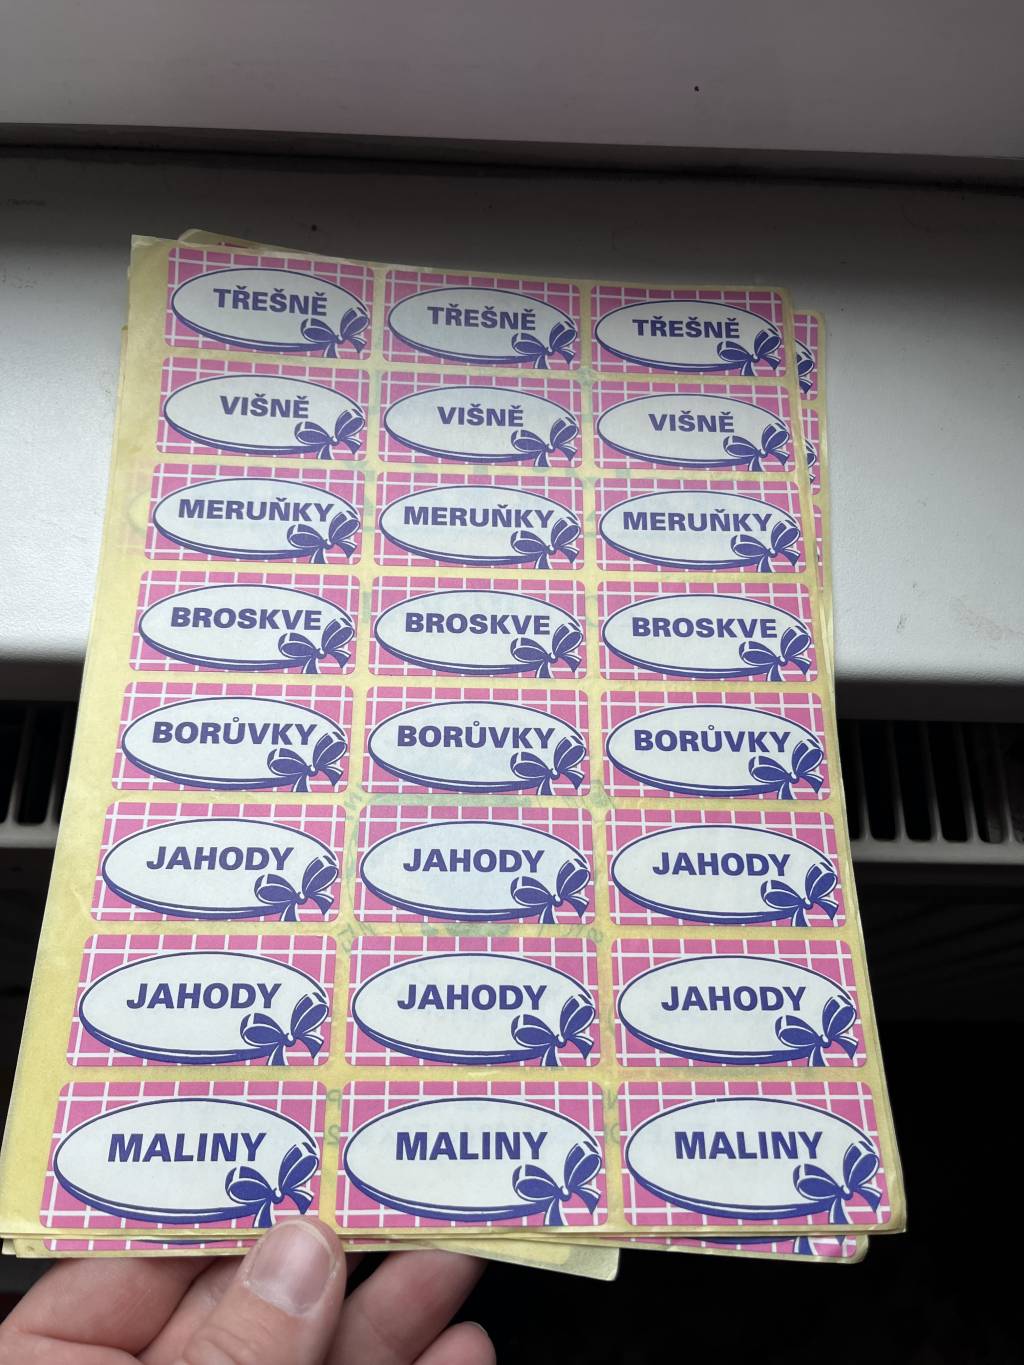 TŘEŠNĚ TŘEŠNĚ TŘEŠNĚ
VIŠNĚ VIŠNĚ VIŠNĚ
MERUŇKY MERUŇKY MERUŇKY
BROSKVE BROSKVE BROSKVE
BORŮVKY BORŮVKY BORŮVKY
JAHODY JAHODY JAHODY
JAHODY JAHODY JAHODY
MALINY MALINY MALINY